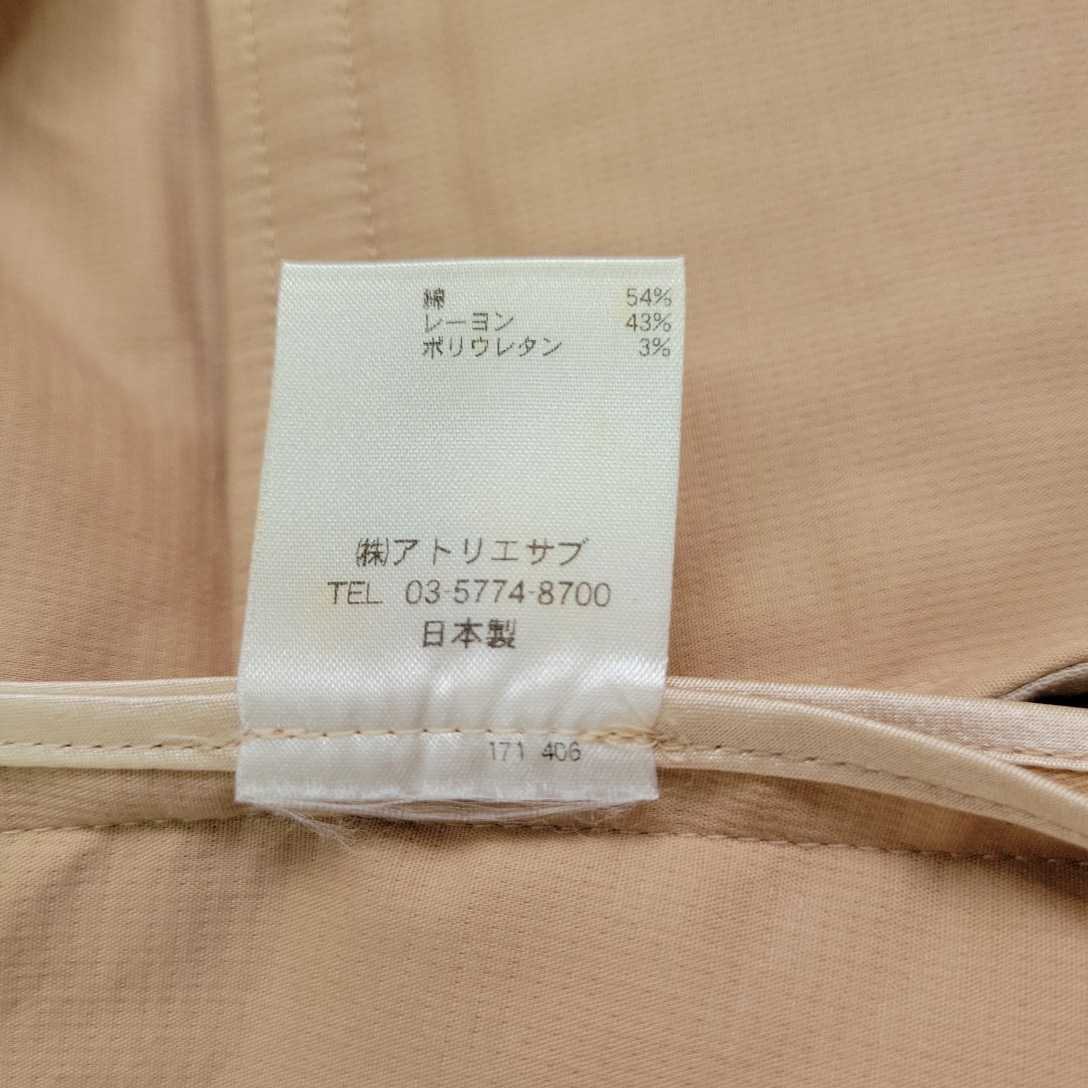 綿 54%
レーヨン 43%
ポリウレタン 3%
㈱アトリエサブ
TEL 03-5774-8700
日本製
171 406